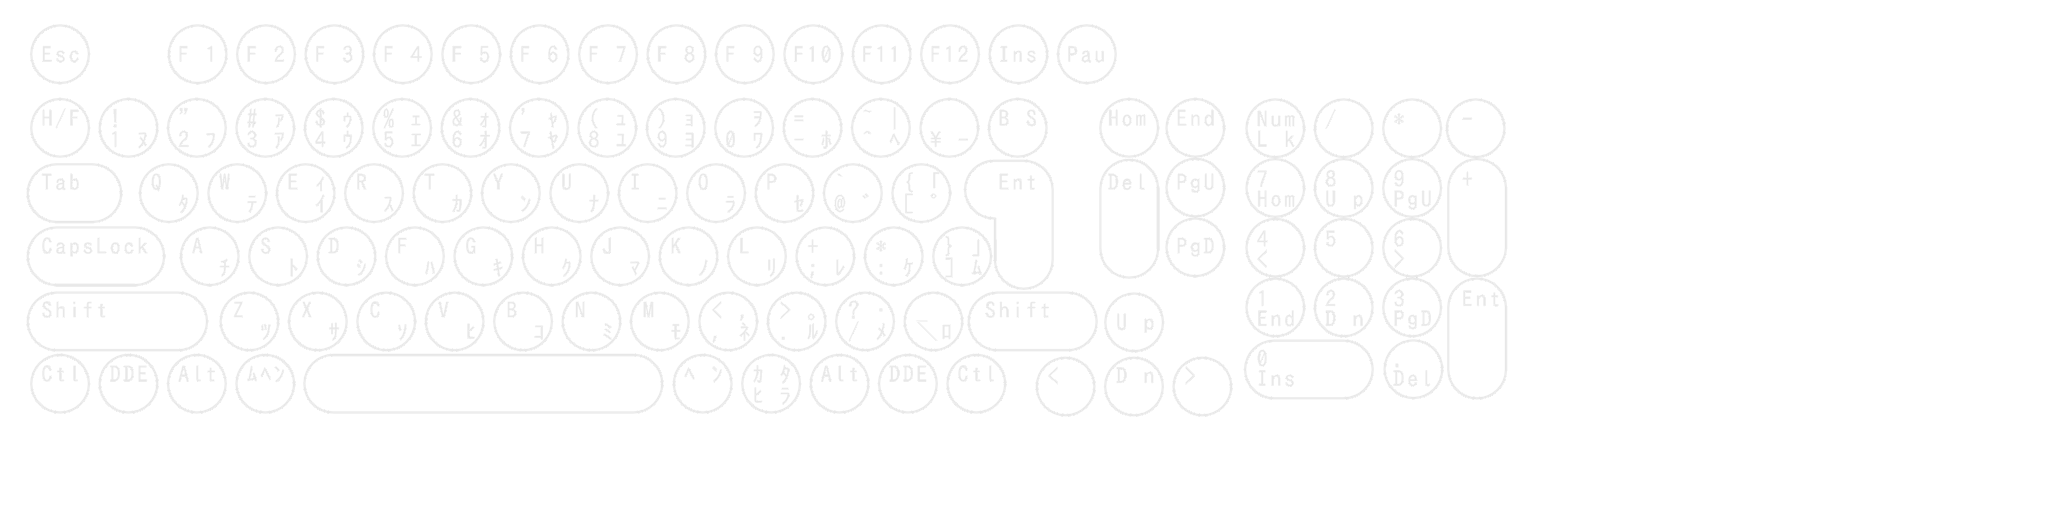 Esc F 1 F 2 F 3 F 4 F 5 F 6 F 7 F 8 F 9 F10 F11 F12 Ins Pau
H/F ! " # ァ $ ゥ % ェ & ォ ' ャ ( ュ ) ョ ヲ = ‾ | B S Hom End Num / * -
1 ヌ 2 フ 3 ア 4 ウ 5 エ 6 オ 7 ヤ 8 ユ 9 ヨ 0 ワ - ホ ^ ヘ ¥ ー L k
Tab Q W E ィ R T Y U I O P ` { 「 Ent Del PgU 7 8 9 +
タ テ イ ス カ ン ナ ニ ラ セ @ ゛ [ ゜ Hom U p PgU
CapsLock A S D F G H J K L + * } 」 PgD 4 5 6
チ ト シ ハ キ ク マ ノ リ ; レ : ケ ] ム < >
Shift Z X C V B N M < 、 > 。 ? ・ _ Shift U p 1 2 3 Ent
ツ サ ソ ヒ コ ミ モ , ネ . ル / メ \ ロ End D n PgD
Ctl DDE Alt ムヘン ヘ ン カ タ Alt DDE Ctl < D n > 0 .
ヒ ラ Ins Del